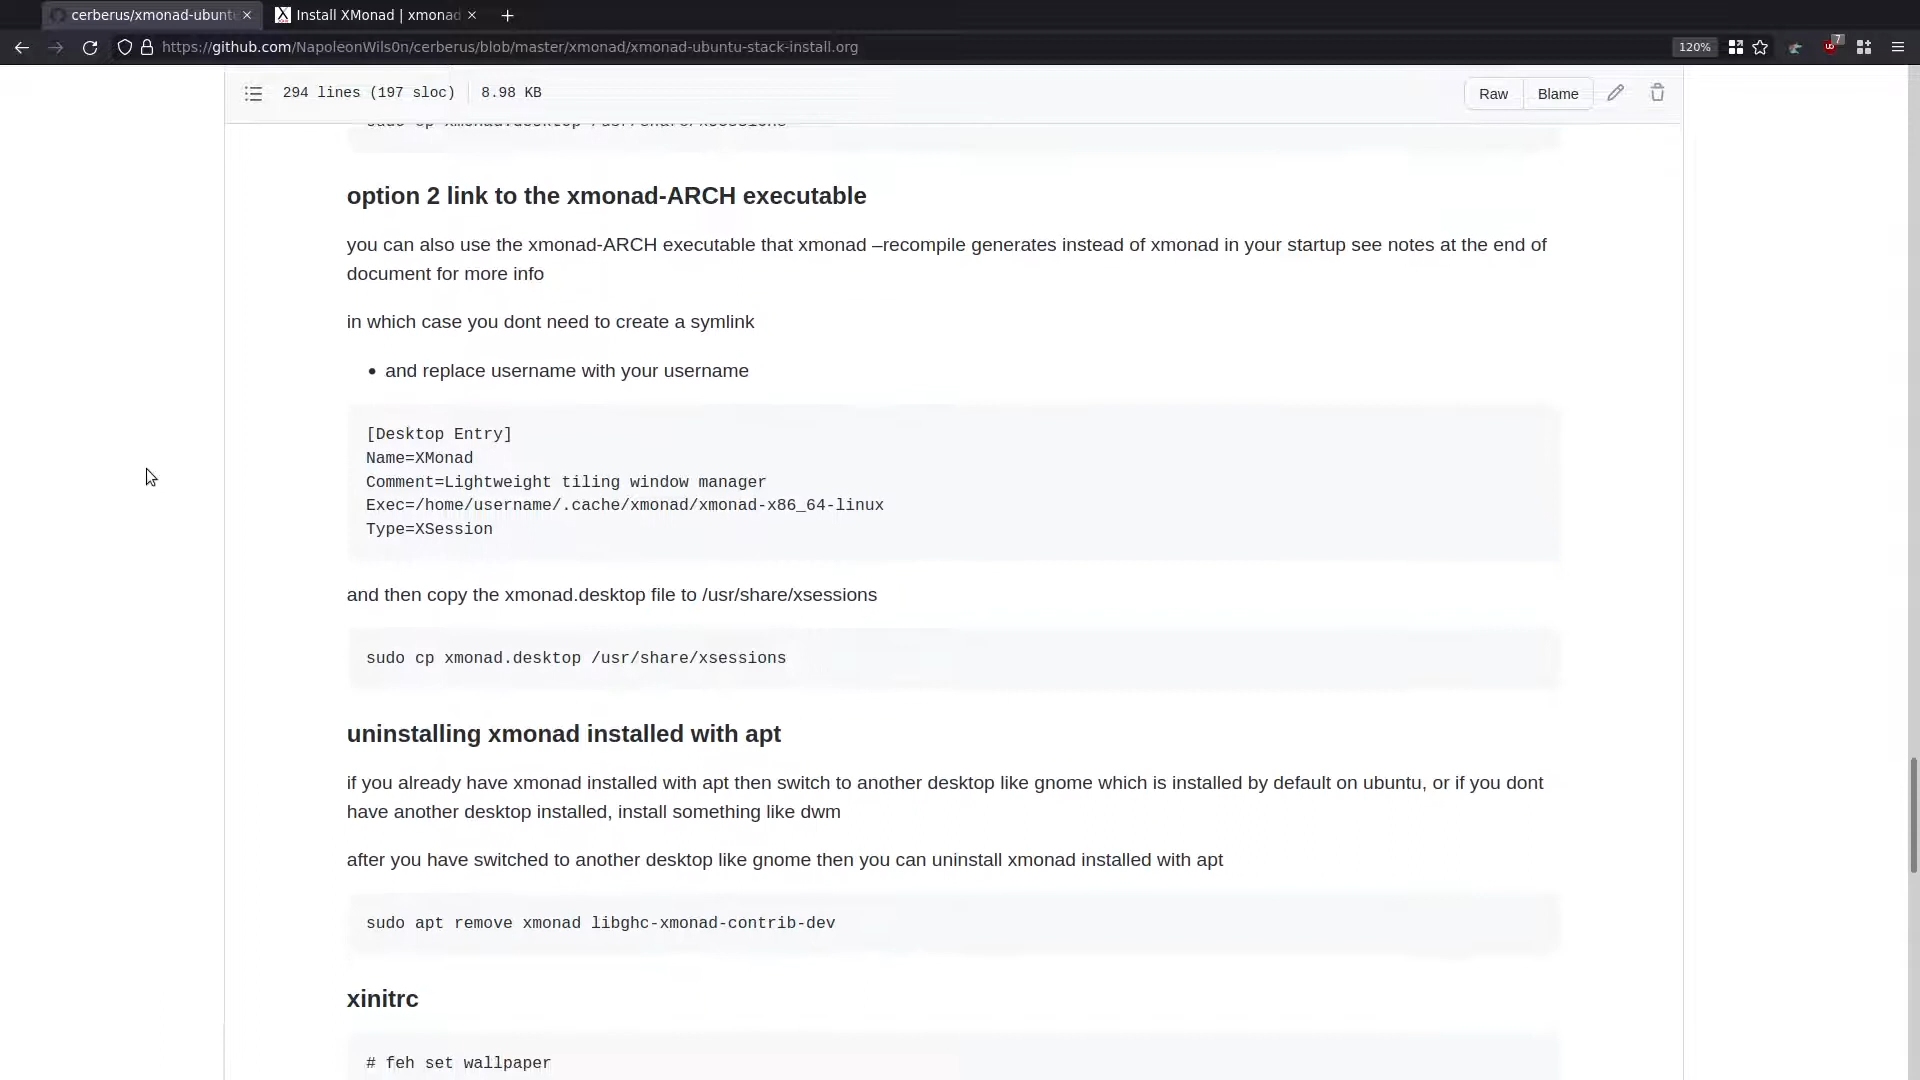 cerberus/xmonad-ubunt
Install XMonad | xmonad
https://github.com/NapoleonWils0n/cerberus/blob/master/xmonad/xmonad-ubuntu-stack-install.org
120%
7
294 lines (197 sloc)
8.98 KB
Raw
Blame
sudo cp xmonad.desktop /usr/share/xsessions
option 2 link to the xmonad-ARCH executable
you can also use the xmonad-ARCH executable that xmonad –recompile generates instead of xmonad in your startup see notes at the end of
document for more info
in which case you dont need to create a symlink
• and replace username with your username
[Desktop Entry]
Name=XMonad
Comment=Lightweight tiling window manager
Exec=/home/username/.cache/xmonad/xmonad-x86_64-linux
Type=XSession
and then copy the xmonad.desktop file to /usr/share/xsessions
sudo cp xmonad.desktop /usr/share/xsessions
uninstalling xmonad installed with apt
if you already have xmonad installed with apt then switch to another desktop like gnome which is installed by default on ubuntu, or if you dont
have another desktop installed, install something like dwm
after you have switched to another desktop like gnome then you can uninstall xmonad installed with apt
sudo apt remove xmonad libghc-xmonad-contrib-dev
xinitrc
# feh set wallpaper